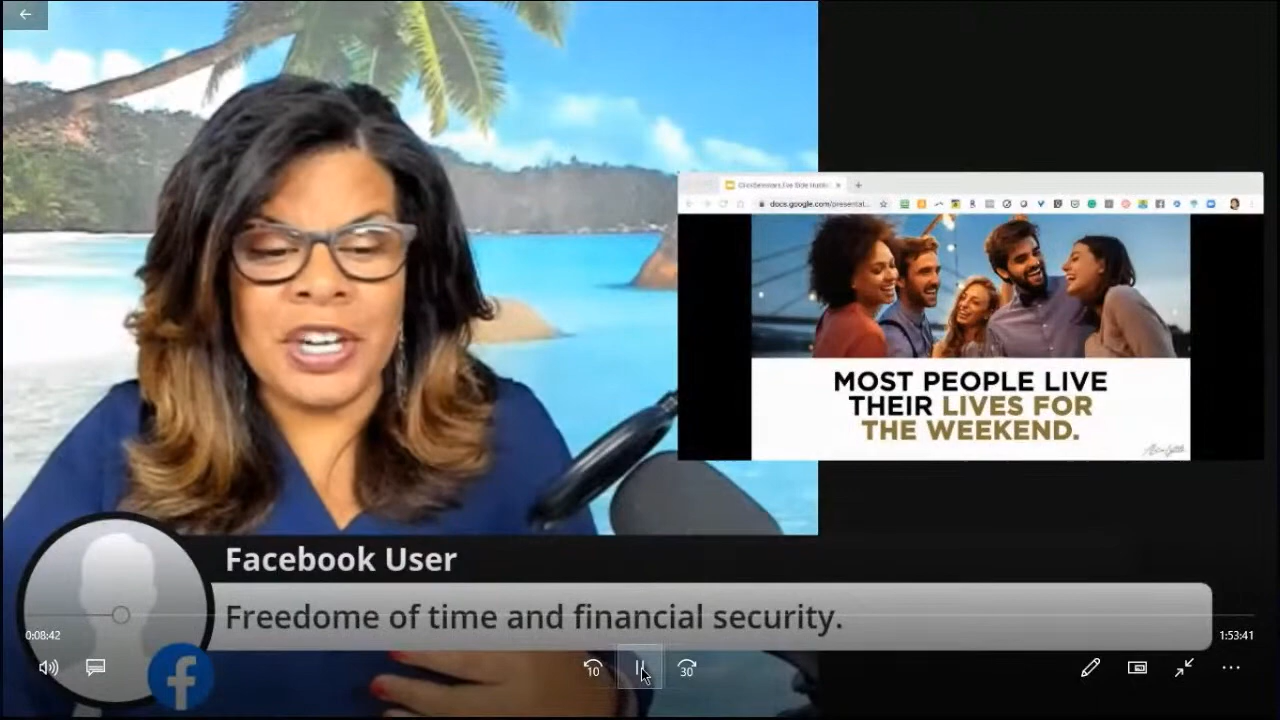 docs.google.com/presental...
MOST PEOPLE LIVE
THEIR LIVES FOR
THE WEEKEND.
Facebook User
Freedome of time and financial security.
0:08:42
1:53:41
10
30